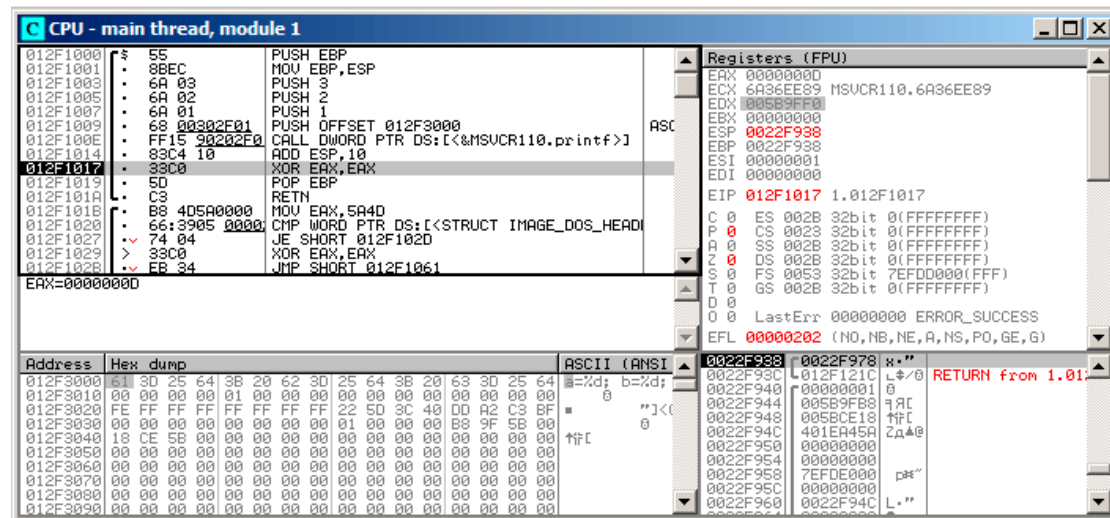 CPU - main thread, module 1
012F1000 $ 55 PUSH EBP
012F1001 . 8BEC MOV EBP,ESP
012F1003 . 6A 03 PUSH 3
012F1005 . 6A 02 PUSH 2
012F1007 . 6A 01 PUSH 1
012F1009 . 68 00302F01 PUSH OFFSET 012F3000 ASC
012F100E . FF15 90202F0 CALL DWORD PTR DS:[<&MSVCR110.printf>]
012F1014 . 83C4 10 ADD ESP,10
012F1017 . 33C0 XOR EAX,EAX
012F1019 . 5D POP EBP
012F101A . C3 RETN
012F101B . B8 4D5A0000 MOV EAX,5A4D
012F1020 . 66:3905 0000 CMP WORD PTR DS:[<STRUCT IMAGE_DOS_HEAD
012F1027 . 74 04 JE SHORT 012F102D
012F1029 > 33C0 XOR EAX,EAX
012F102B . EB 34 JMP SHORT 012F1061
EAX=0000000D
Registers (FPU)
EAX 0000000D
ECX 6A36EE89 MSVCR110.6A36EE89
EDX 005B9FF0
EBX 00000000
ESP 0022F938
EBP 0022F938
ESI 00000001
EDI 00000000
EIP 012F1017 1.012F1017
C 0 ES 002B 32bit 0(FFFFFFFF)
P 0 CS 0023 32bit 0(FFFFFFFF)
A 0 SS 002B 32bit 0(FFFFFFFF)
Z 0 DS 002B 32bit 0(FFFFFFFF)
S 0 FS 0053 32bit 7EFDD000(FFF)
T 0 GS 002B 32bit 0(FFFFFFFF)
D 0
O 0 LastErr 00000000 ERROR_SUCCESS
EFL 00000202 (NO,NB,NE,A,NS,PO,GE,G)
Address Hex dump ASCII (ANSI
012F3000 61 3D 25 64 3B 20 62 3D 25 64 3B 20 63 3D 25 64 a=%d; b=%d;
012F3010 00 00 00 00 01 00 00 00 00 00 00 00 00 00 00 00
012F3020 FE FF FF FF FF FF FF FF 22 5D 3C 40 DD A2 C3 BF "]<
012F3030 00 00 00 00 00 00 00 00 01 00 00 00 B8 9F 5B 00
012F3040 18 CE 5B 00 00 00 00 00 00 00 00 00 00 00 00 00
012F3050 00 00 00 00 00 00 00 00 00 00 00 00 00 00 00 00
012F3060 00 00 00 00 00 00 00 00 00 00 00 00 00 00 00 00
012F3070 00 00 00 00 00 00 00 00 00 00 00 00 00 00 00 00
012F3080 00 00 00 00 00 00 00 00 00 00 00 00 00 00 00 00
012F3090 00 00 00 00 00 00 00 00 00 00 00 00 00 00 00 00
0022F938 0022F978 x•"
0022F93C 012F121C RETURN from 1.01
0022F940 00000001
0022F944 005B9FB8
0022F948 005BCE18
0022F94C 401EA45A
0022F950 00000000
0022F954 00000000
0022F958 7EFDE000
0022F95C 00000000
0022F960 0022F94C L•"